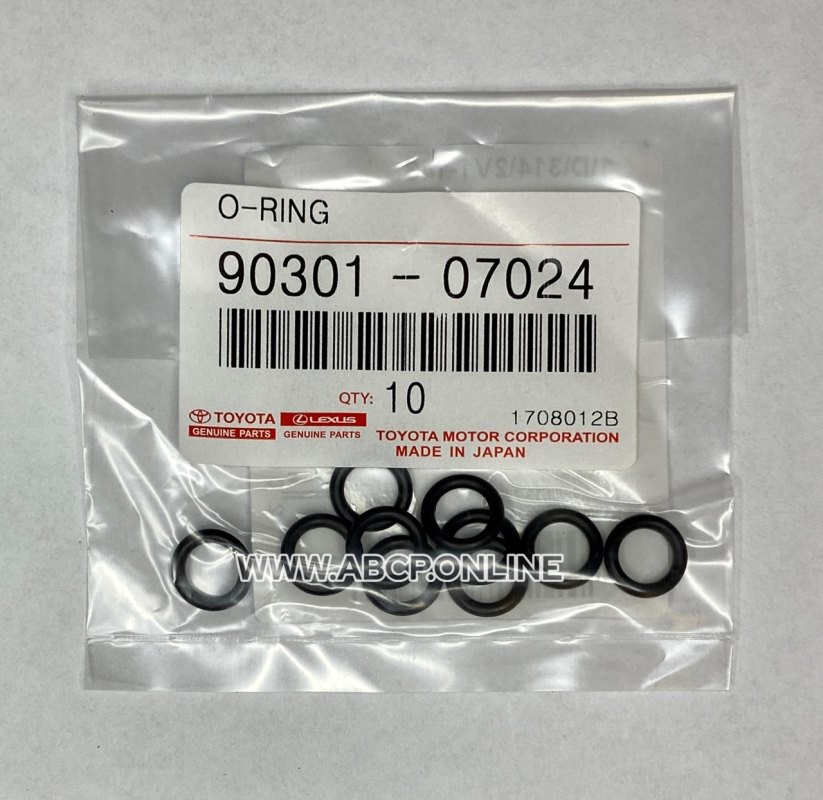 O-RING
90301 - 07024
QTY: 10
1708012B
TOYOTA
GENUINE PARTS
LEXUS
GENUINE PARTS
TOYOTA MOTOR CORPORATION
MADE IN JAPAN
WWW.ABCP.ONLINE